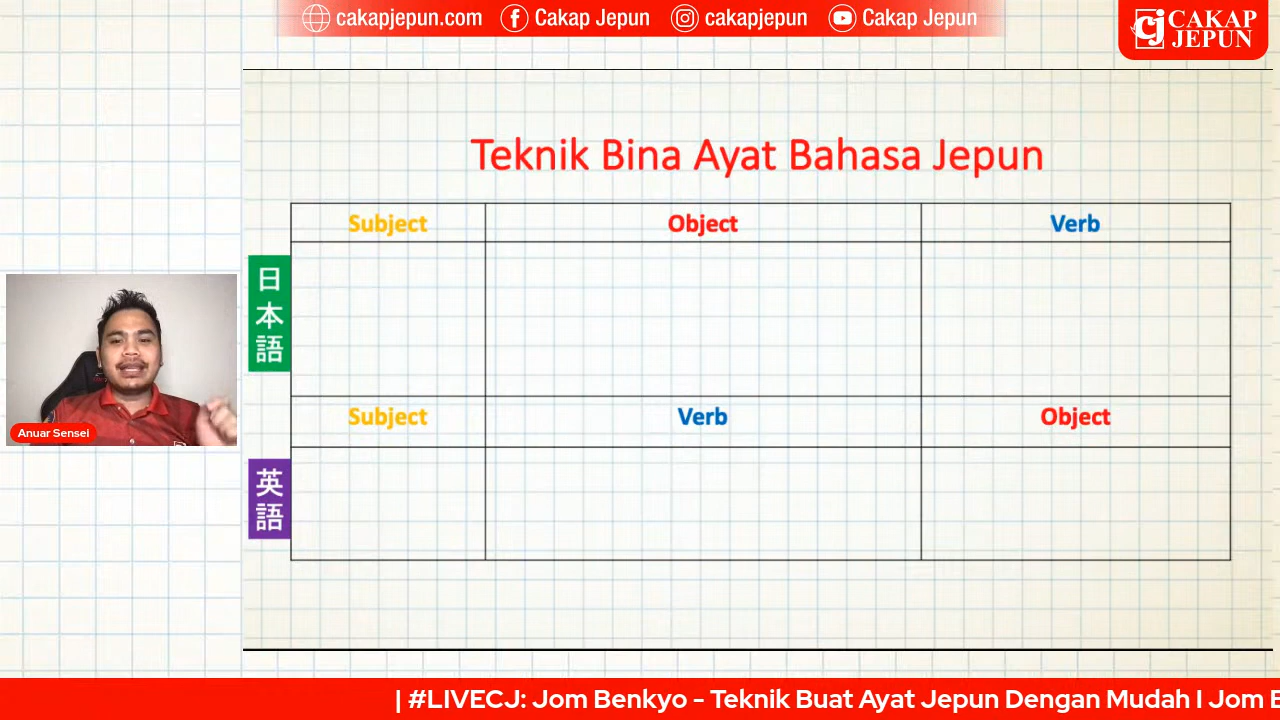 cakapjepun.com Cakap Jepun cakapjepun Cakap Jepun
CAKAP
JEPUN
Teknik Bina Ayat Bahasa Jepun
Subject Object Verb
日本語
Subject Verb Object
英語
Anuar Sensei
| #LIVECJ: Jom Benkyo - Teknik Buat Ayat Jepun Dengan Mudah I Jom